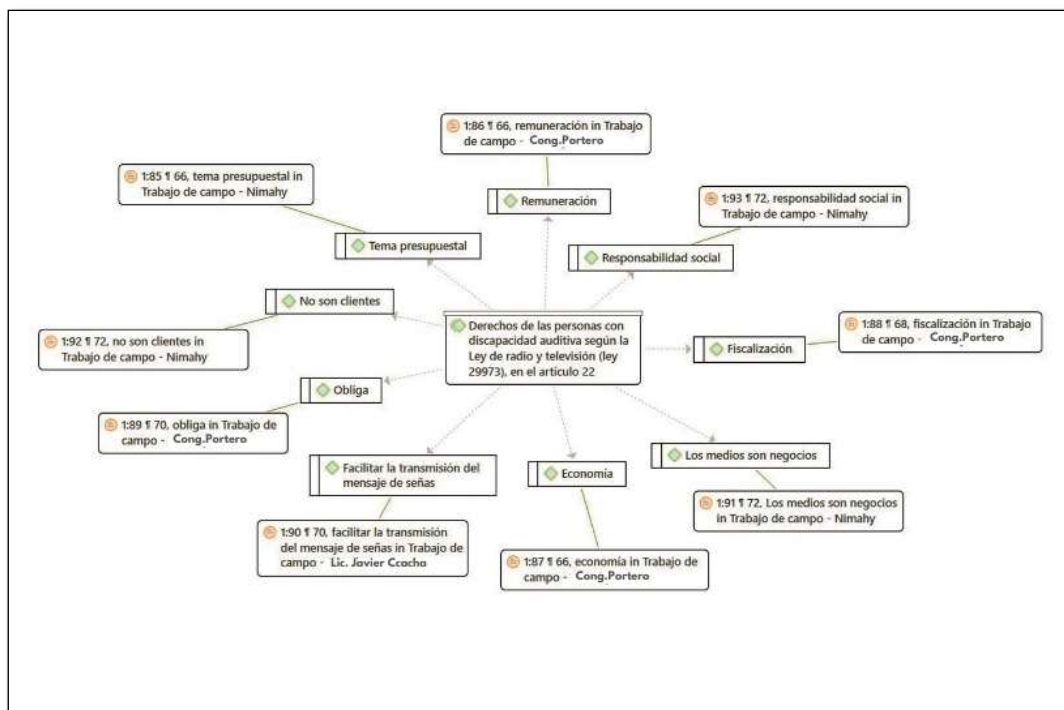 1:86 ¶ 66, remuneración in Trabajo
de campo - Cong.Portero
Remuneración
1:85 ¶ 66, tema presupuestal in
Trabajo de campo - Nimahy
Tema presupuestal
1:93 ¶ 72, responsabilidad social in
Trabajo de campo - Nimahy
Responsabilidad social
No son clientes
1:92 ¶ 72, no son clientes in
Trabajo de campo - Nimahy
Derechos de las personas con
discapacidad auditiva según la
Ley de radio y televisión (ley
29973), en el artículo 22
1:88 ¶ 68, fiscalización in Trabajo
de campo - Cong.Portero
Fiscalización
Obliga
1:89 ¶ 70, obliga in Trabajo de
campo - Cong.Portero
Facilitar la transmisión del
mensaje de señas
1:90 ¶ 70, facilitar la transmisión
del mensaje de señas in Trabajo de
campo - Lic. Javier Ccacha
Economía
1:87 ¶ 66, economía in Trabajo de
campo - Cong.Portero
Los medios son negocios
1:91 ¶ 72, Los medios son negocios
in Trabajo de campo - Nimahy